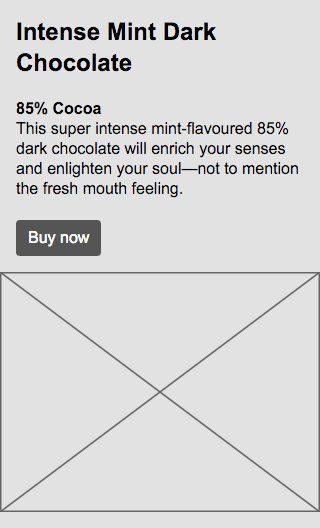 Intense Mint Dark
Chocolate
85% Cocoa
This super intense mint-flavoured 85%
dark chocolate will enrich your senses
and enlighten your soul—not to mention
the fresh mouth feeling.
Buy now